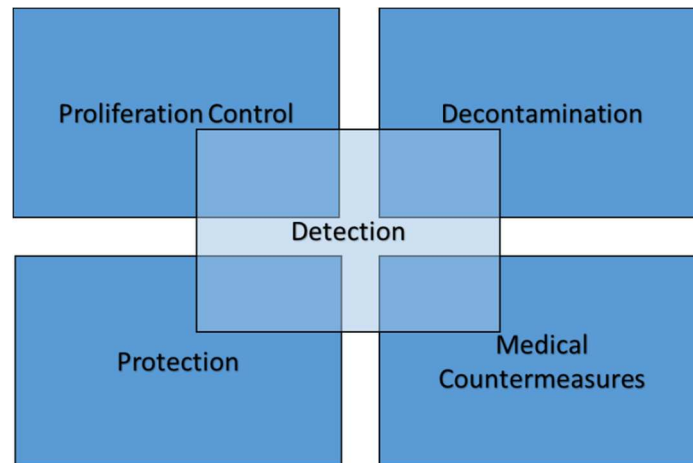 Proliferation Control
Decontamination
Detection
Protection
Medical
Countermeasures